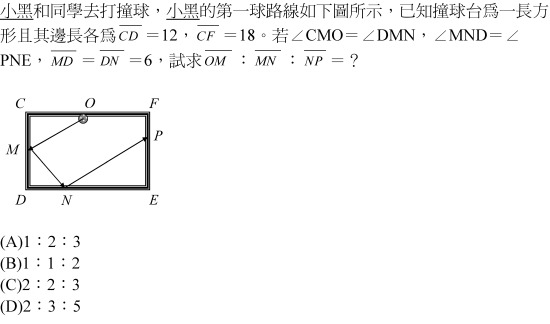 小黑和同學去打撞球，小黑的第一球路線如下圖所示，已知撞球台為一長方
形且其邊長各為CD=12，CF=18。若∠CMO=∠DMN，∠MND=∠
PNE，MD=DN=6，試求OM：MN：NP=？
C O F
M P
D N E
(A)1：2：3
(B)1：1：2
(C)2：2：3
(D)2：3：5